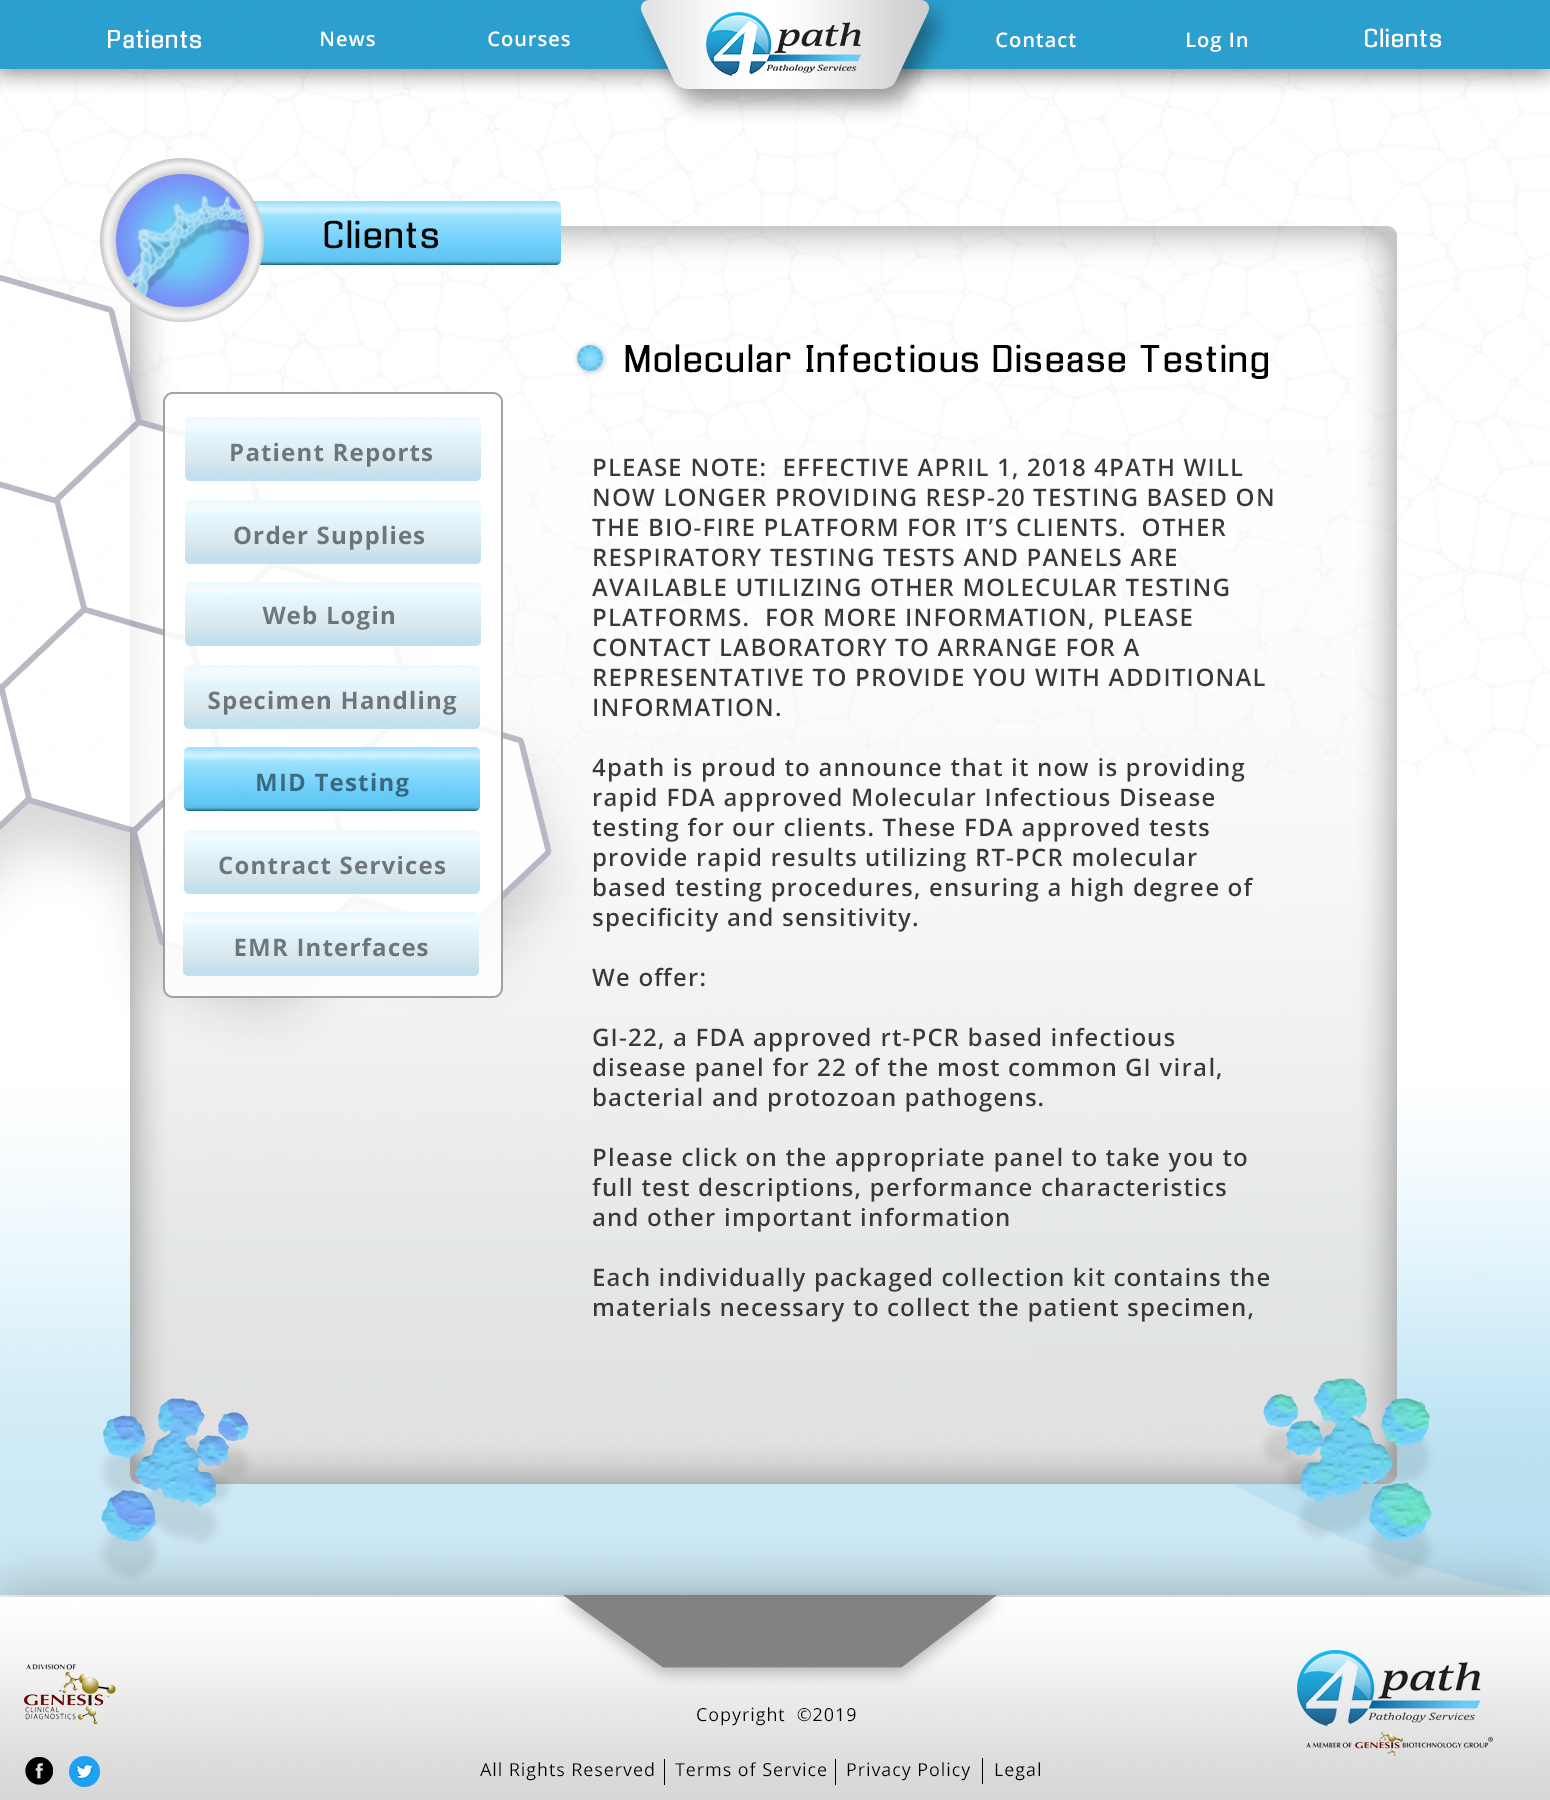 Patients
News
Courses
4path
Pathology Services
Contact
Log In
Clients
Clients
Molecular Infectious Disease Testing
Patient Reports
Order Supplies
Web Login
Specimen Handling
MID Testing
Contract Services
EMR Interfaces
PLEASE NOTE:  EFFECTIVE APRIL 1, 2018 4PATH WILL
NOW LONGER PROVIDING RESP-20 TESTING BASED ON
THE BIO-FIRE PLATFORM FOR IT’S CLIENTS.  OTHER
RESPIRATORY TESTING TESTS AND PANELS ARE
AVAILABLE UTILIZING OTHER MOLECULAR TESTING
PLATFORMS.  FOR MORE INFORMATION, PLEASE
CONTACT LABORATORY TO ARRANGE FOR A
REPRESENTATIVE TO PROVIDE YOU WITH ADDITIONAL
INFORMATION.
4path is proud to announce that it now is providing
rapid FDA approved Molecular Infectious Disease
testing for our clients. These FDA approved tests
provide rapid results utilizing RT-PCR molecular
based testing procedures, ensuring a high degree of
specificity and sensitivity.
We offer:
GI-22, a FDA approved rt-PCR based infectious
disease panel for 22 of the most common GI viral,
bacterial and protozoan pathogens.
Please click on the appropriate panel to take you to
full test descriptions, performance characteristics
and other important information
Each individually packaged collection kit contains the
materials necessary to collect the patient specimen,
A DIVISION OF
GENESIS
CLINICAL
DIAGNOSTICS
Copyright  ©2019
All Rights Reserved | Terms of Service | Privacy Policy | Legal
4path
Pathology Services
A MEMBER OF GENESIS BIOTECHNOLOGY GROUP®